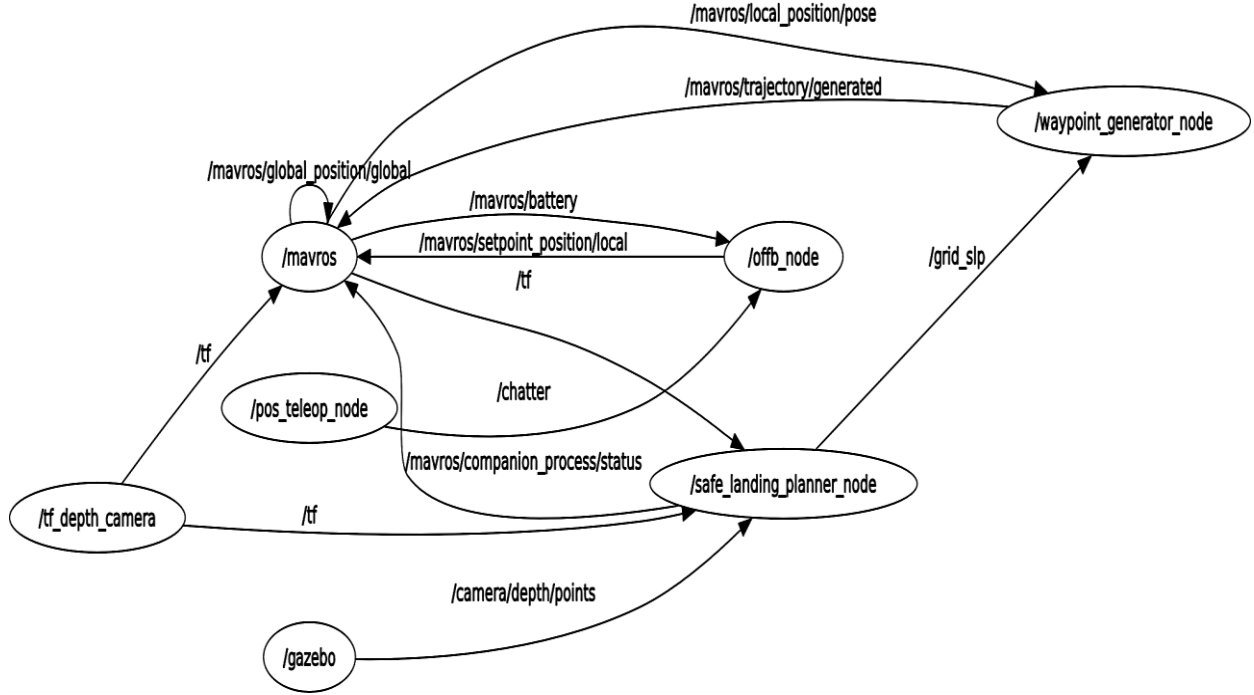 /mavros/local_position/pose
/mavros/trajectory/generated
/waypoint_generator_node
/mavros/global_position/global
/mavros/battery
/mavros/setpoint_position/local
/mavros
/offb_node
/grid_slp
/tf
/tf
/chatter
/pos_teleop_node
/mavros/companion_process/status
/safe_landing_planner_node
/tf_depth_camera
/tf
/camera/depth/points
/gazebo